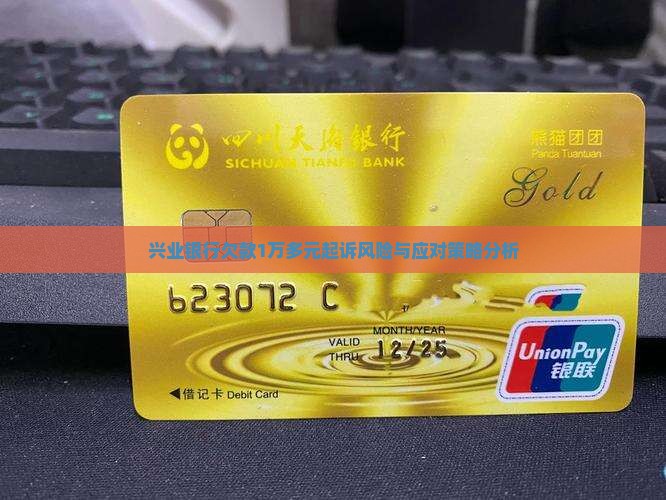 四川天府银行
SICHUAN TIANFU BANK
熊猫团团
Panda Tuantuan
Gold
兴业银行欠款1万多元起诉风险与应对策略分析
623072 C
MONTH/YEAR
VALID
THRU 12/25
UnionPay
银联
◀借记卡 Debit Card